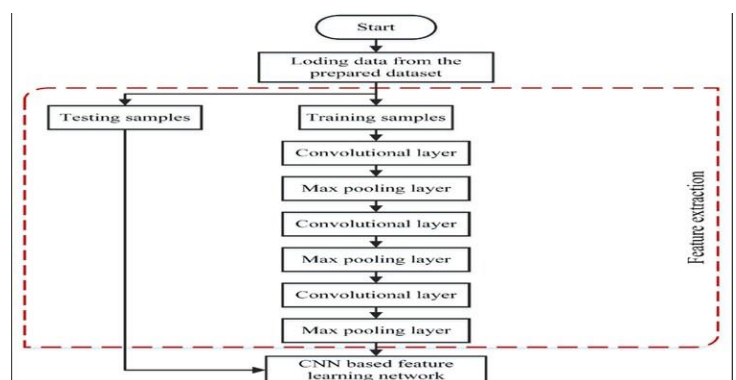 Start
Loding data from the
prepared dataset
Testing samples
Training samples
Convolutional layer
Max pooling layer
Convolutional layer
Max pooling layer
Convolutional layer
Max pooling layer
Feature extraction
CNN based feature
learning network